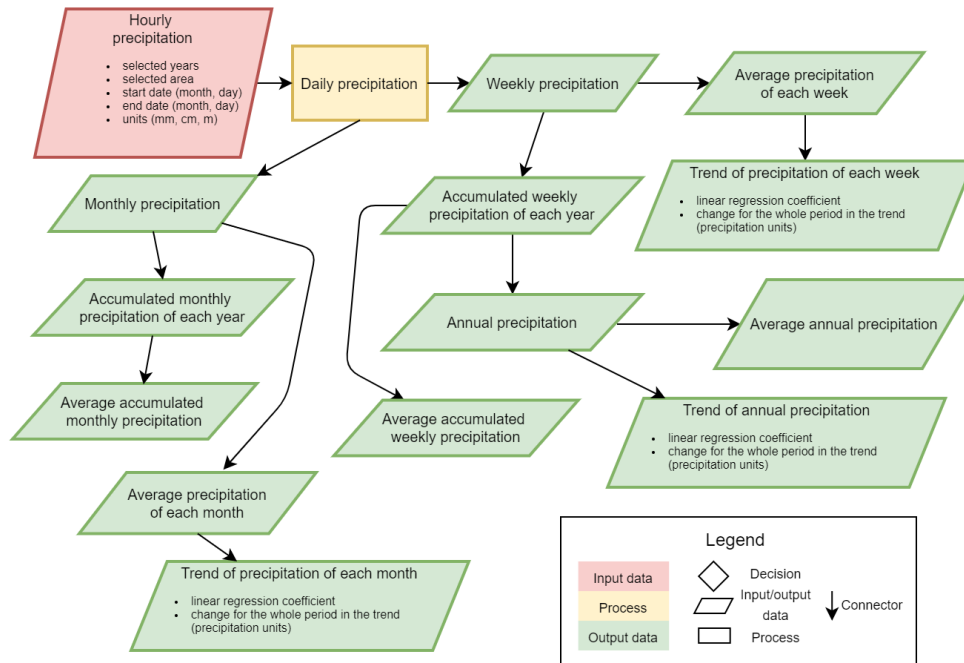 Hourly
precipitation
selected years
selected area
start date (month, day)
end date (month, day)
units (mm, cm, m)
Daily precipitation
Weekly precipitation
Average precipitation
of each week
Trend of precipitation of each week
linear regression coefficient
change for the whole period in the trend
(precipitation units)
Monthly precipitation
Accumulated weekly
precipitation of each year
Accumulated monthly
precipitation of each year
Annual precipitation
Average annual precipitation
Average accumulated
monthly precipitation
Average accumulated
weekly precipitation
Trend of annual precipitation
linear regression coefficient
change for the whole period in the trend
(precipitation units)
Average precipitation
of each month
Trend of precipitation of each month
linear regression coefficient
change for the whole period in the trend
(precipitation units)
Legend
Input data
Process
Output data
Decision
Input/output
data
Process
Connector